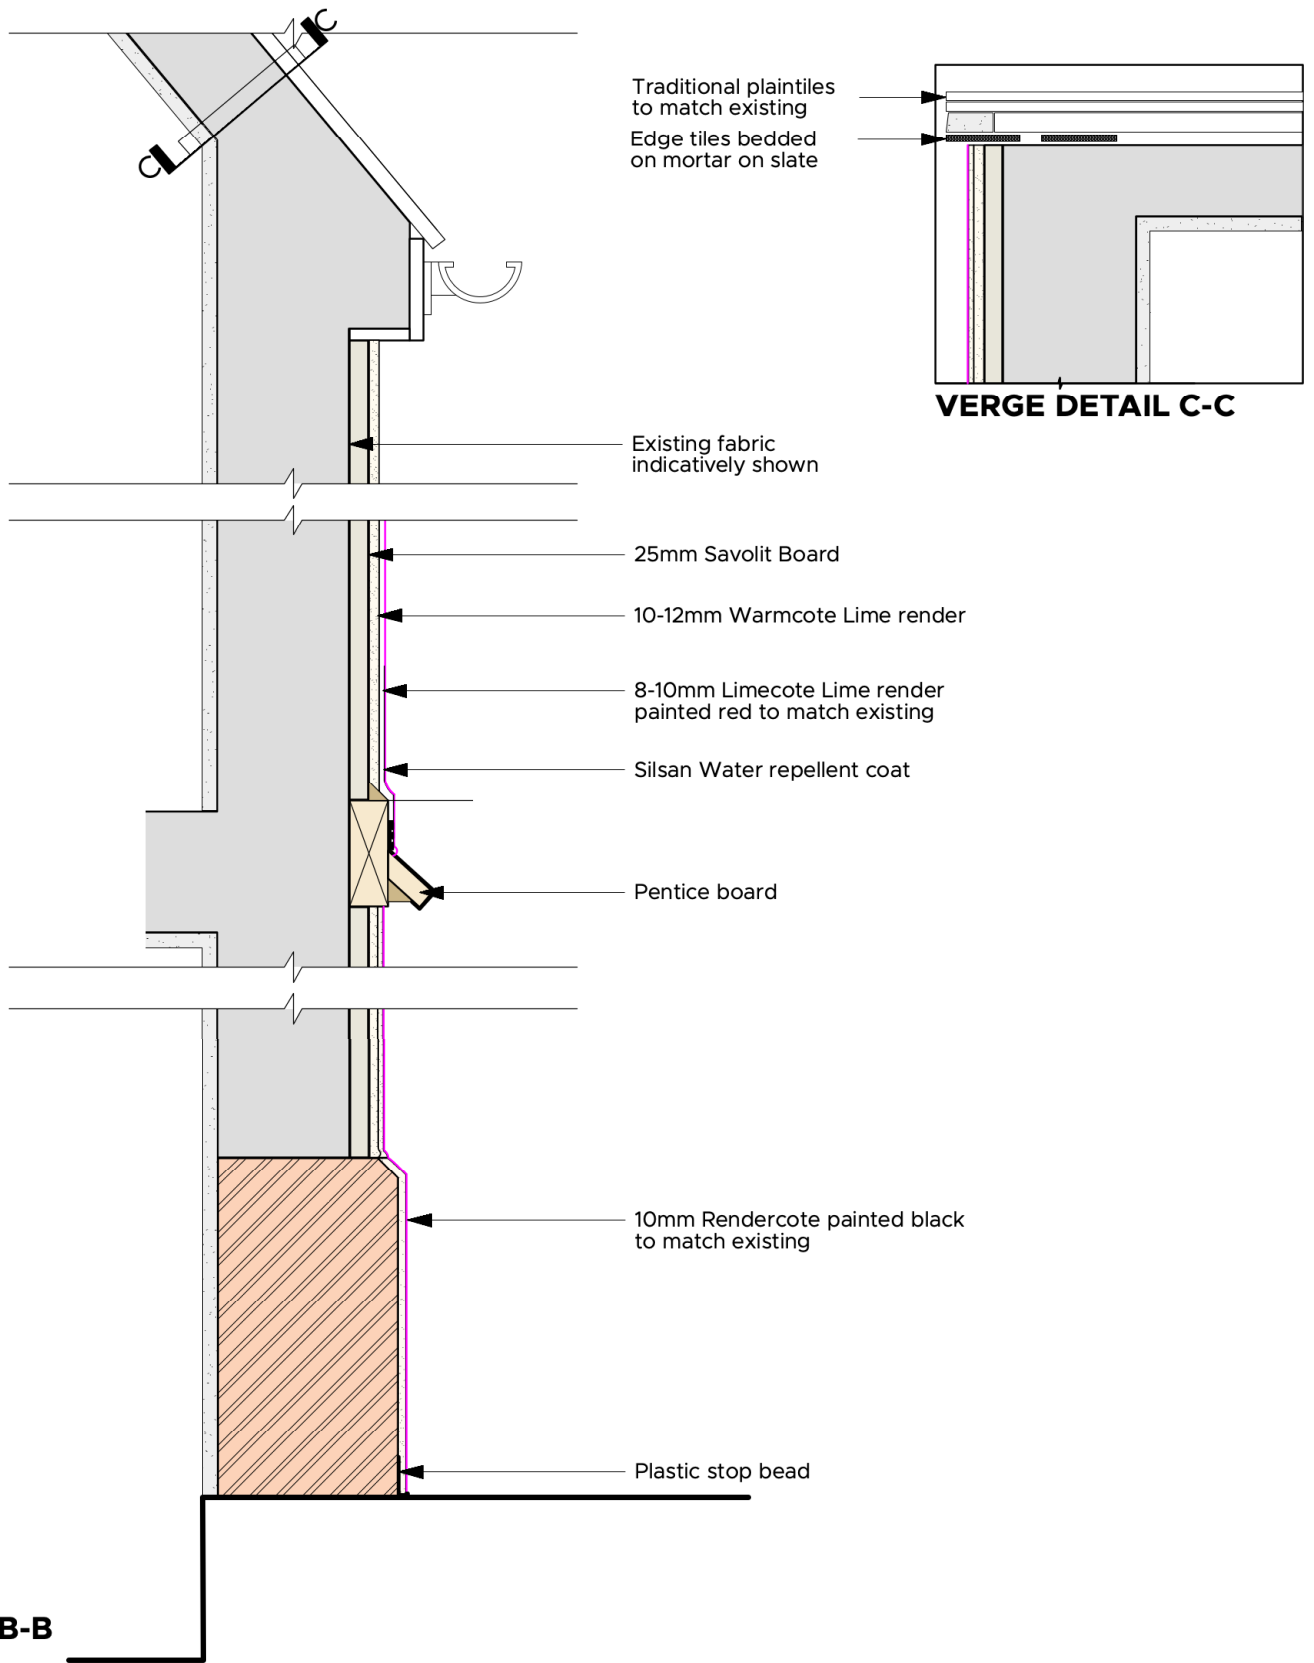 C
C
Traditional plaintiles
to match existing
Edge tiles bedded
on mortar on slate
VERGE DETAIL C-C
Existing fabric
indicatively shown
25mm Savolit Board
10-12mm Warmcote Lime render
8-10mm Limecote Lime render
painted red to match existing
Silsan Water repellent coat
Pentice board
10mm Rendercote painted black
to match existing
Plastic stop bead
B-B